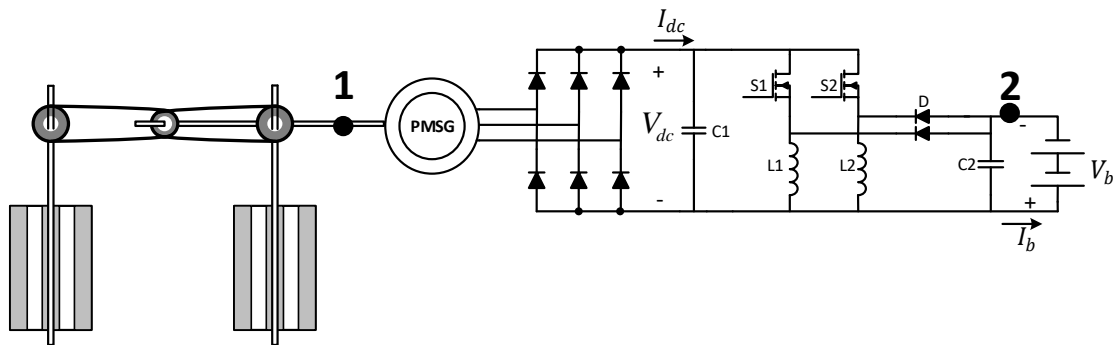 I_dc
1
2
S1
S2
D
+
-
PMSG
V_dc
C1
-
L1
L2
C2
V_b
-
+
I_b